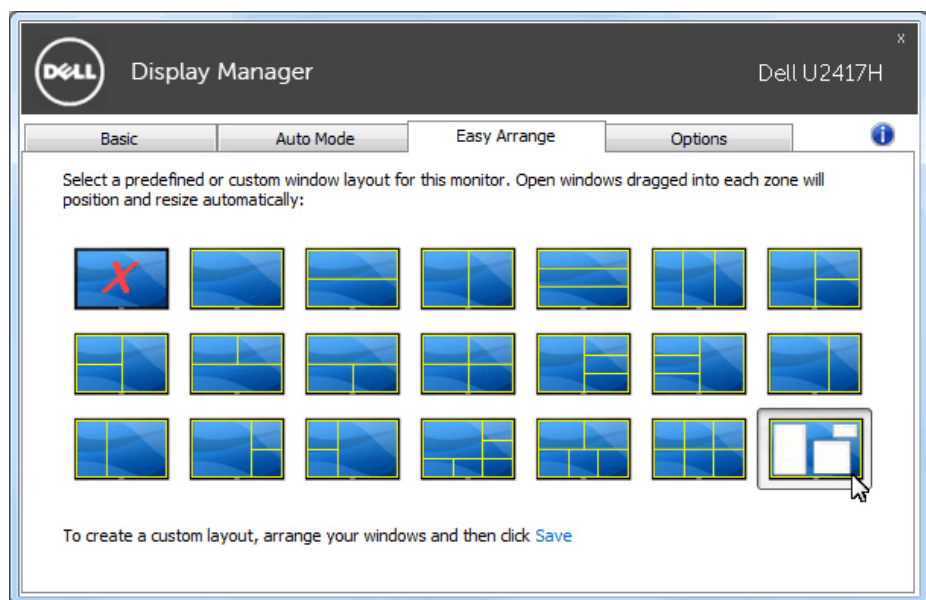 x
DELL
Display Manager
Dell U2417H
Basic
Auto Mode
Easy Arrange
Options
i
Select a predefined or custom window layout for this monitor. Open windows dragged into each zone will
position and resize automatically:
X
To create a custom layout, arrange your windows and then click Save